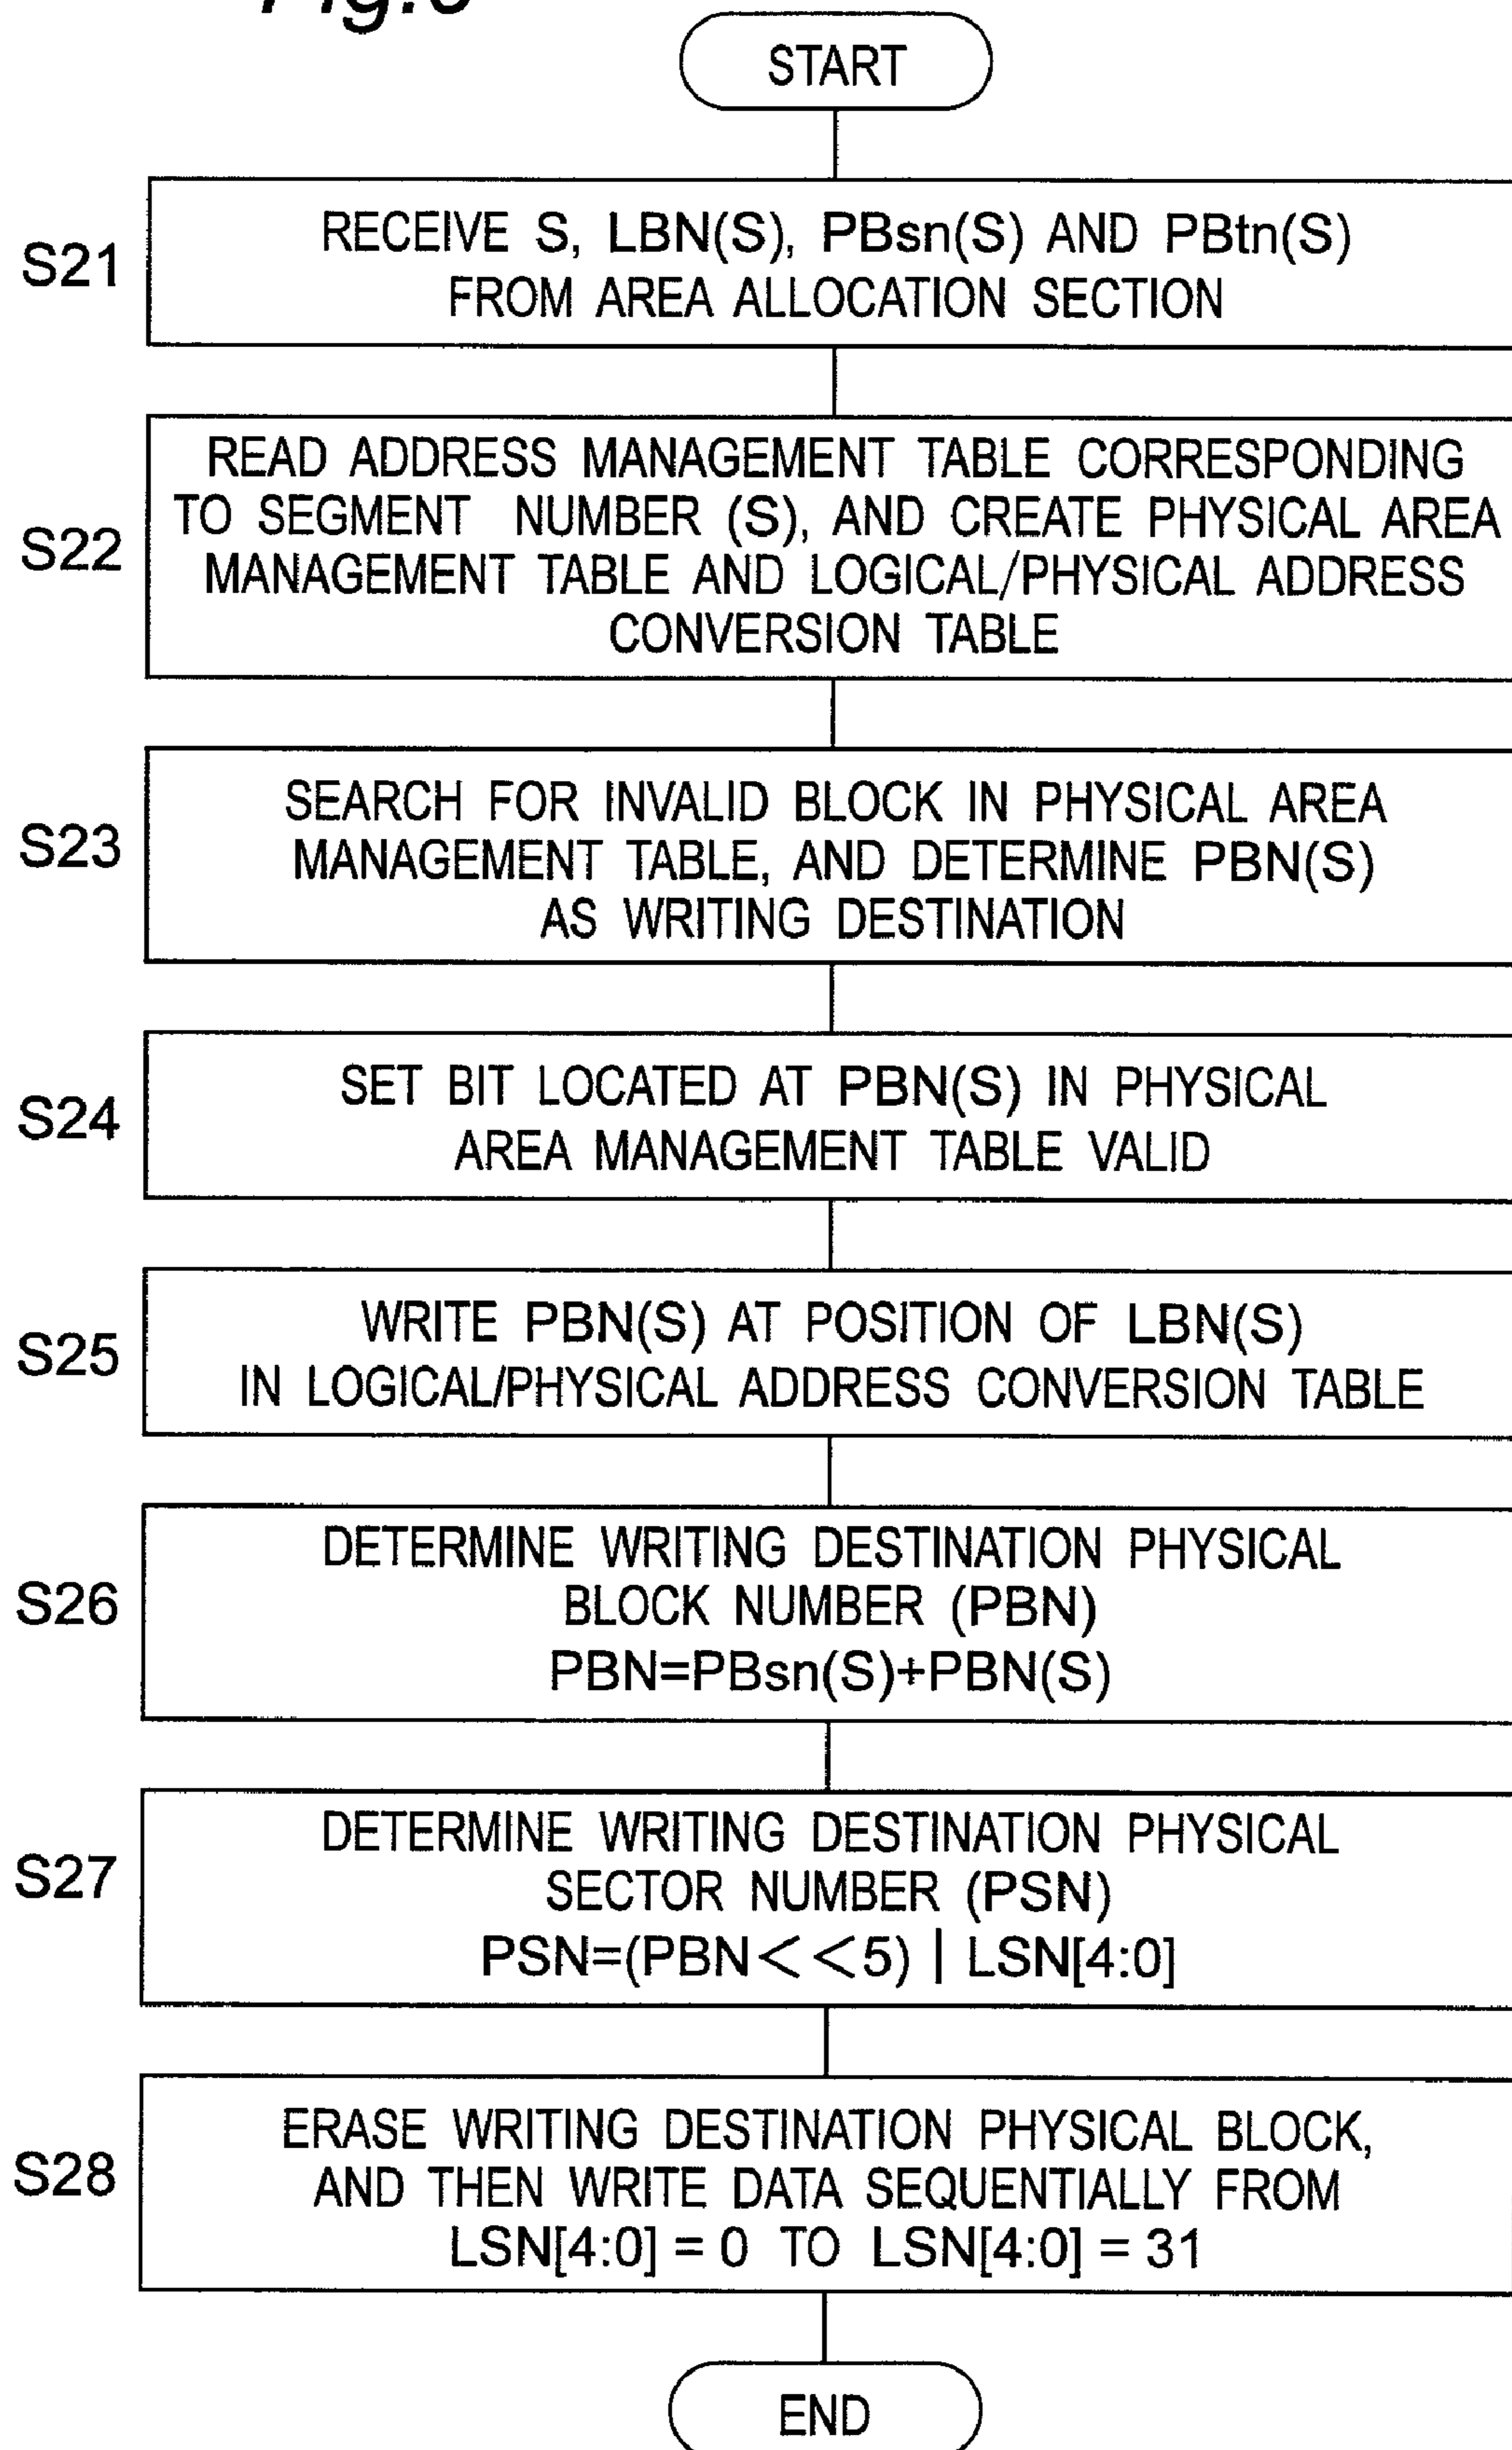 START
S21
RECEIVE S, LBN(S), PBsn(S) AND PBtn(S)
FROM AREA ALLOCATION SECTION
S22
READ ADDRESS MANAGEMENT TABLE CORRESPONDING
TO SEGMENT NUMBER (S), AND CREATE PHYSICAL AREA
MANAGEMENT TABLE AND LOGICAL/PHYSICAL ADDRESS
CONVERSION TABLE
S23
SEARCH FOR INVALID BLOCK IN PHYSICAL AREA
MANAGEMENT TABLE, AND DETERMINE PBN(S)
AS WRITING DESTINATION
S24
SET BIT LOCATED AT PBN(S) IN PHYSICAL
AREA MANAGEMENT TABLE VALID
S25
WRITE PBN(S) AT POSITION OF LBN(S)
IN LOGICAL/PHYSICAL ADDRESS CONVERSION TABLE
S26
DETERMINE WRITING DESTINATION PHYSICAL
BLOCK NUMBER (PBN)
PBN=PBsn(S)+PBN(S)
S27
DETERMINE WRITING DESTINATION PHYSICAL
SECTOR NUMBER (PSN)
PSN=(PBN<<5) | LSN[4:0]
S28
ERASE WRITING DESTINATION PHYSICAL BLOCK,
AND THEN WRITE DATA SEQUENTIALLY FROM
LSN[4:0] = 0 TO LSN[4:0] = 31
END